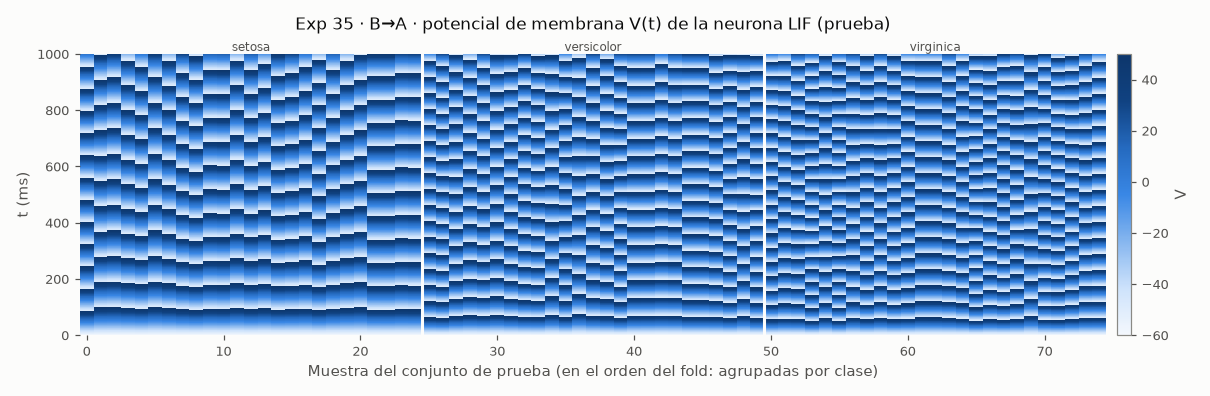 Exp 35 · B→A · potencial de membrana V(t) de la neurona LIF (prueba)
setosa versicolor virginica
1000
800
600
400
200
0
t (ms)
0 10 20 30 40 50 60 70
Muestra del conjunto de prueba (en el orden del fold: agrupadas por clase)
40
20
0
−20
−40
−60
V